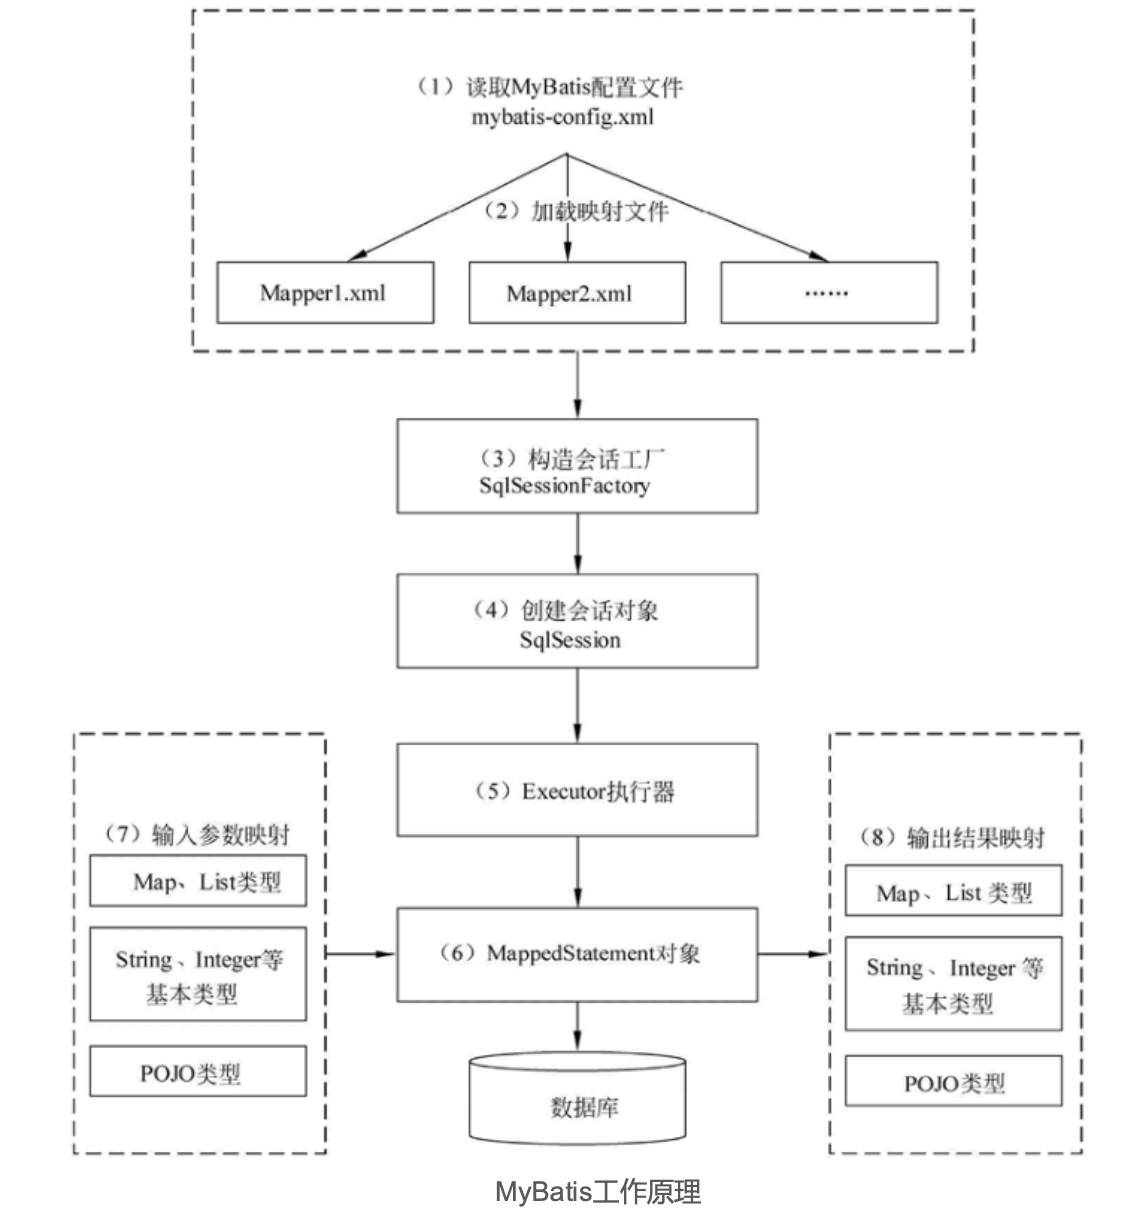 （1）读取MyBatis配置文件
mybatis-config.xml
（2）加载映射文件
Mapper1.xml
Mapper2.xml
……
（3）构造会话工厂
SqlSessionFactory
（4）创建会话对象
SqlSession
（5）Executor执行器
（7）输入参数映射
Map、List类型
String、Integer等
基本类型
POJO类型
（6）MappedStatement对象
（8）输出结果映射
Map、List 类型
String、Integer 等
基本类型
POJO类型
数据库
MyBatis工作原理